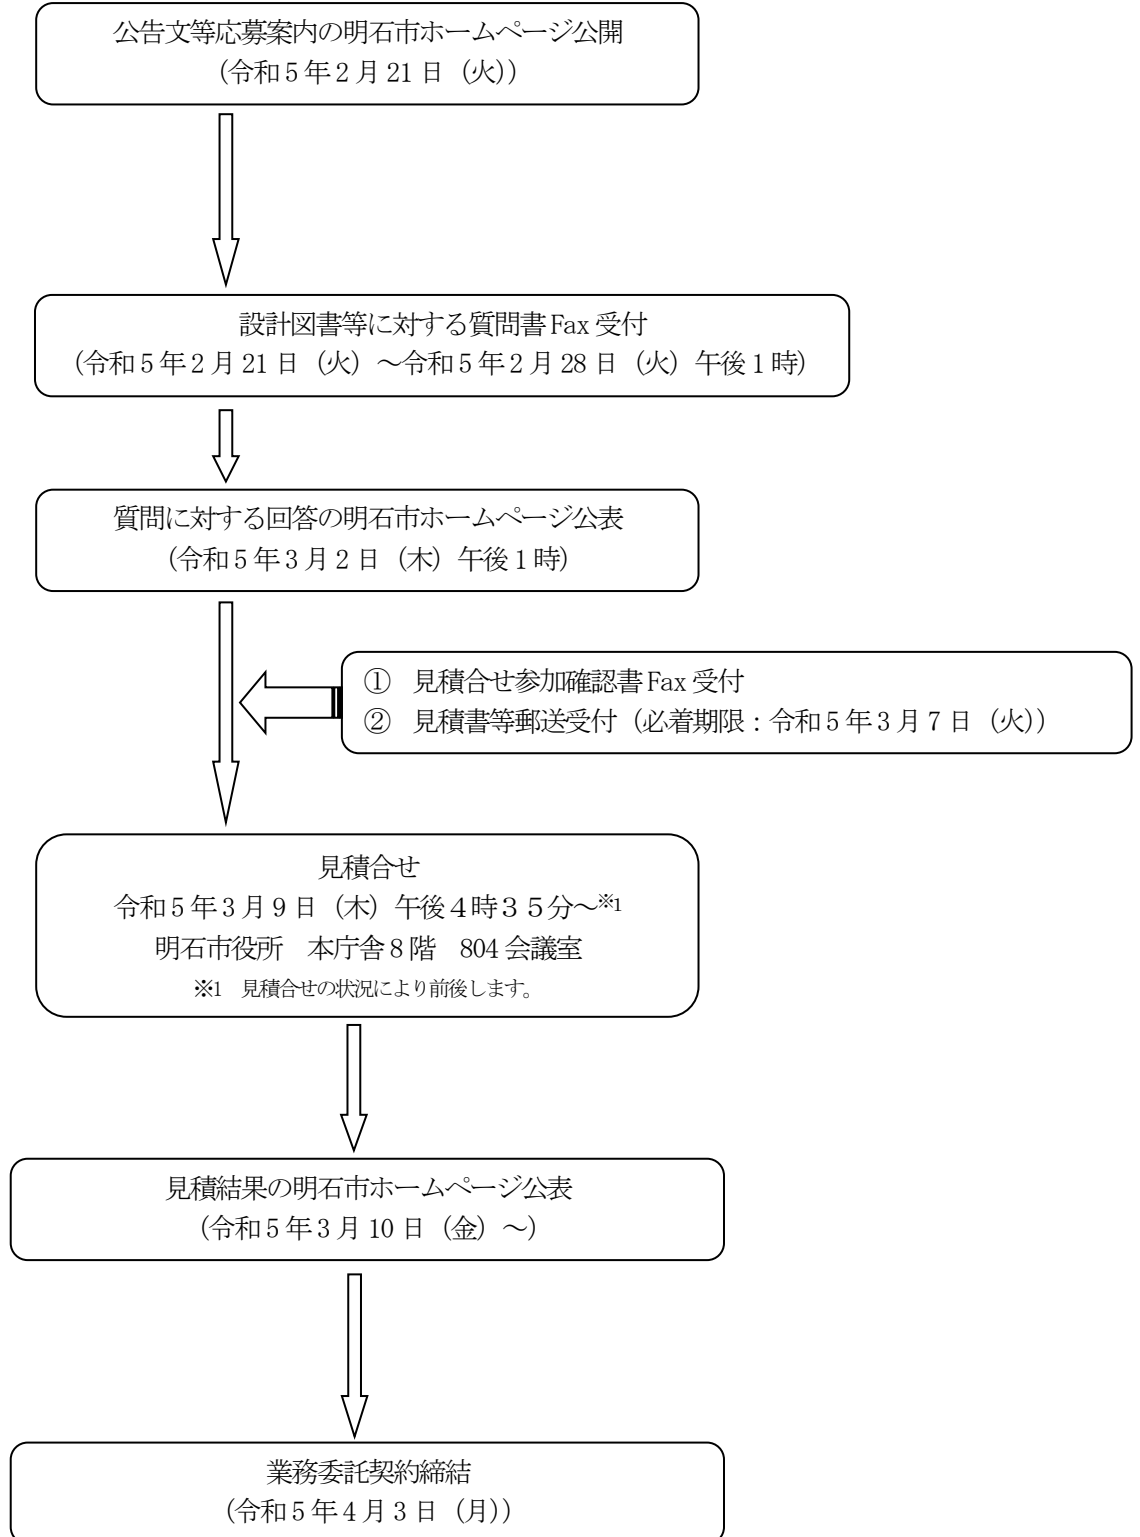 公告文等応募案内の明石市ホームページ公開
（令和５年２月21日（火））
設計図書等に対する質問書Fax受付
（令和５年２月21日（火）～令和５年２月28日（火）午後１時）
質問に対する回答の明石市ホームページ公表
（令和５年３月２日（木）午後１時）
①　見積合せ参加確認書Fax受付
②　見積書等郵送受付（必着期限：令和５年３月７日（火））
見積合せ
令和５年３月９日（木）午後４時３５分～※1
明石市役所　本庁舎８階　804会議室
※1　見積合せの状況により前後します。
見積結果の明石市ホームページ公表
（令和５年３月10日（金）～）
業務委託契約締結
（令和５年４月３日（月））